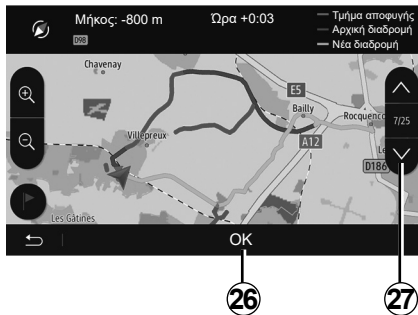 Μήκος: -800 m
Ώρα +0:03
D98
Τμήμα αποφυγής
Αρχική διαδρομή
Νέα διαδρομή
Chavenay
E5
Bailly
Rocquenc
7/25
Villepreux
A12
Le
D186
Les Gâtines
OK
26
27